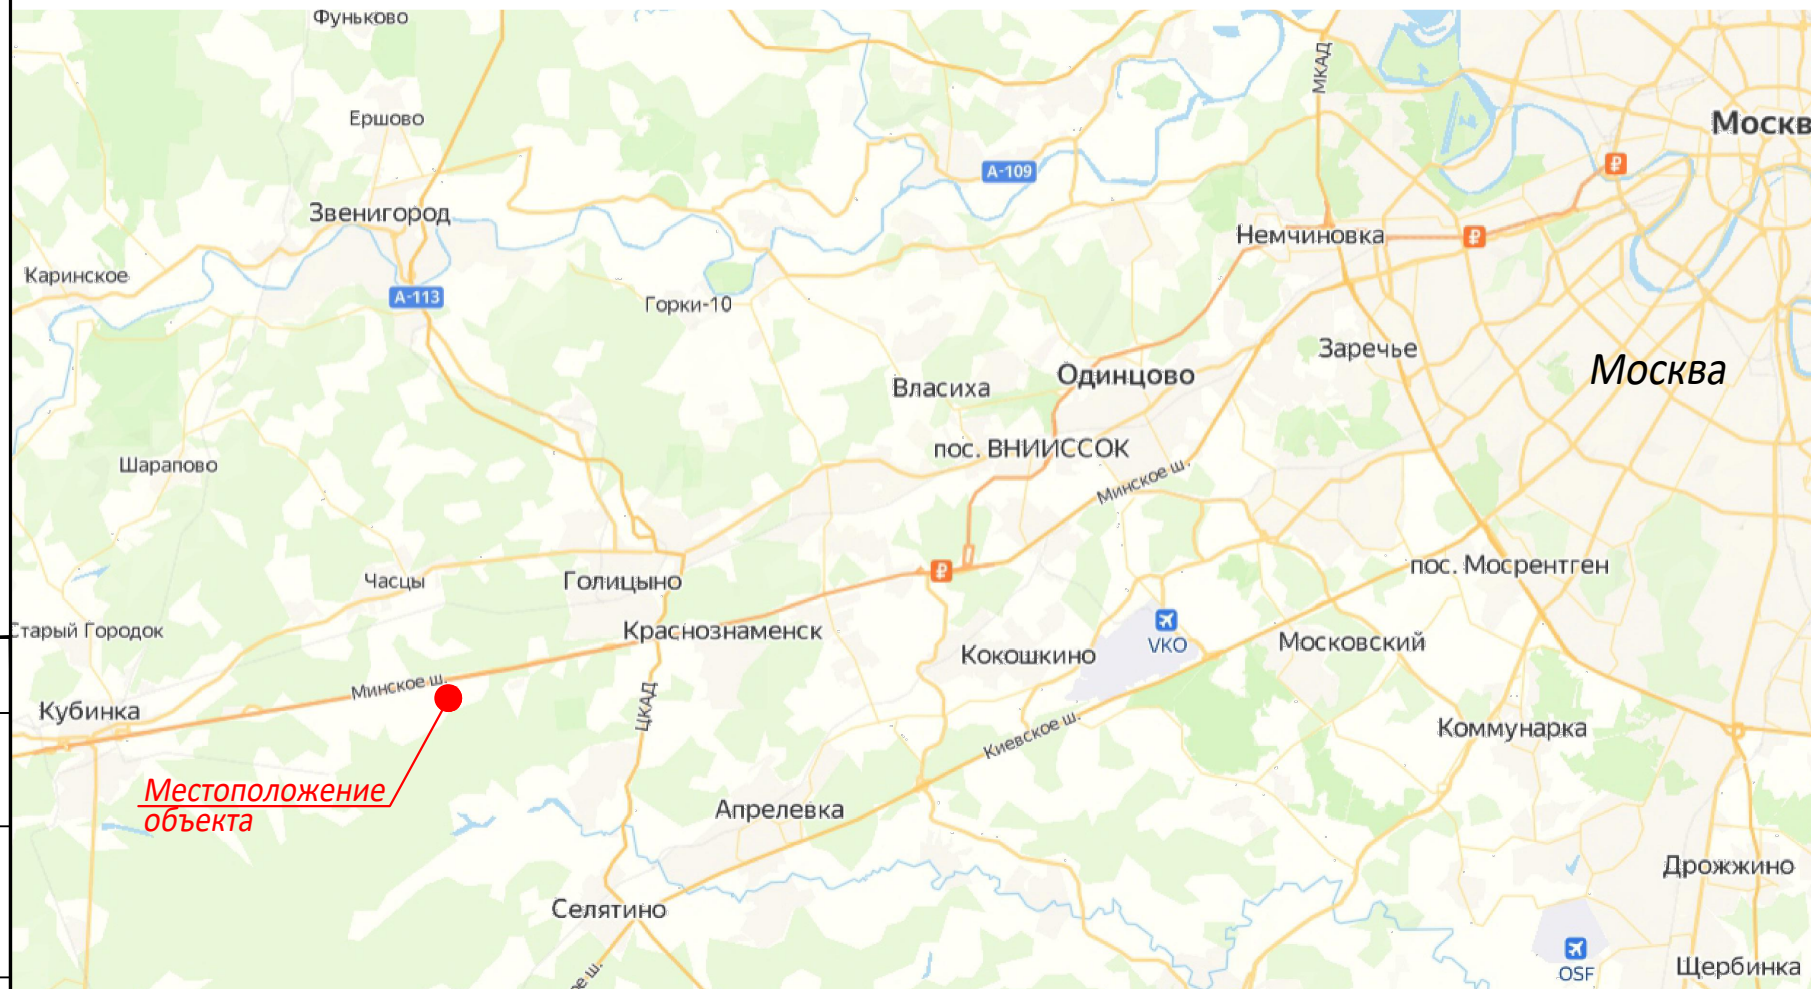 Фуньково
МКАД
Ершово
Москв
А-109
₽
Звенигород
Немчиновка
₽
Каринское
А-113
Горки-10
Заречье
Москва
Одинцово
Власиха
пос. ВНИИССОК
Шарапово
Минское ш.
Часцы
Голицыно
₽
пос. Мосрентген
Старый Городок
Краснознаменск
VKO
Московский
Кокошкино
Минское ш.
Кубинка
ЦКАД
Киевское ш.
Коммунарка
Местоположение
объекта
Апрелевка
Дрожжино
Селятино
OSF
Щербинка
ое ш.